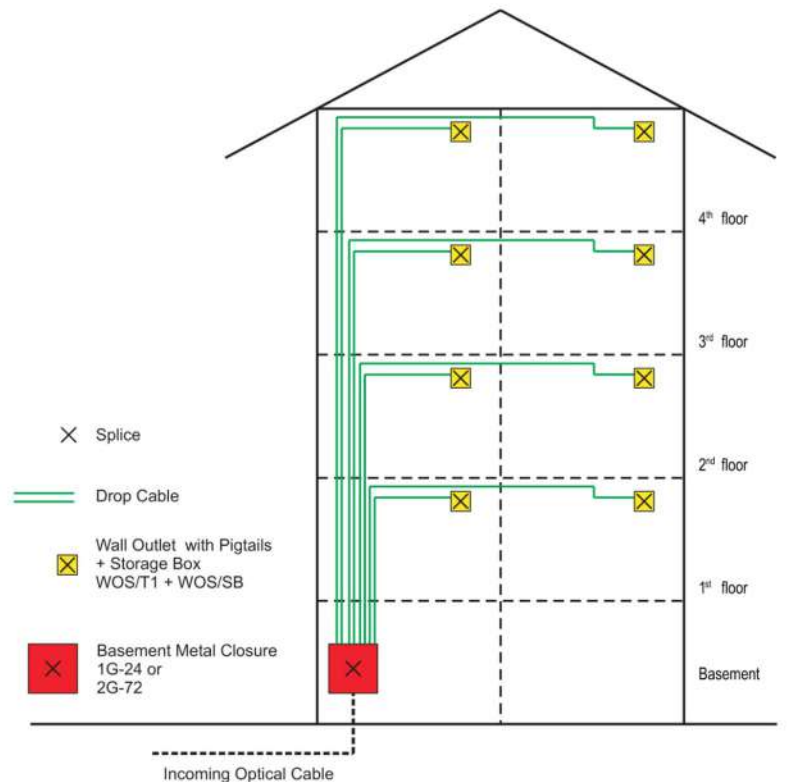 4th floor
3rd floor
Splice
2nd floor
Drop Cable
Wall Outlet with Pigtails
+ Storage Box
WOS/T1 + WOS/SB
1st floor
Basement Metal Closure
1G-24 or
2G-72
Basement
Incoming Optical Cable